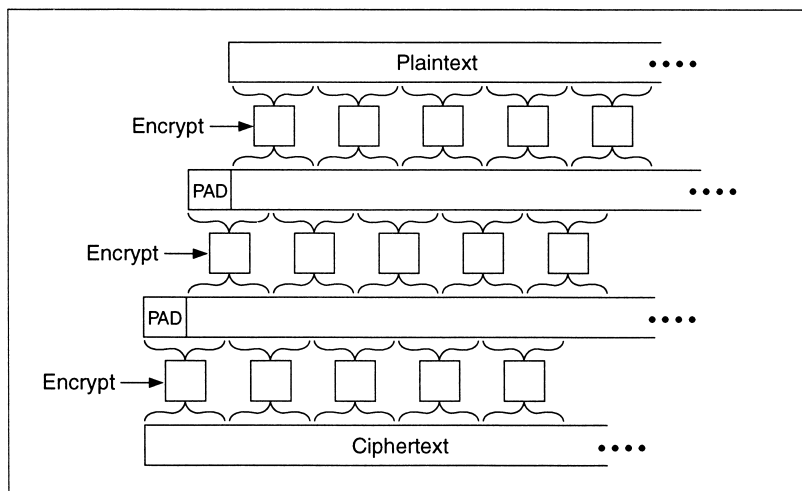 Plaintext
Encrypt
PAD
Encrypt
PAD
Encrypt
Ciphertext